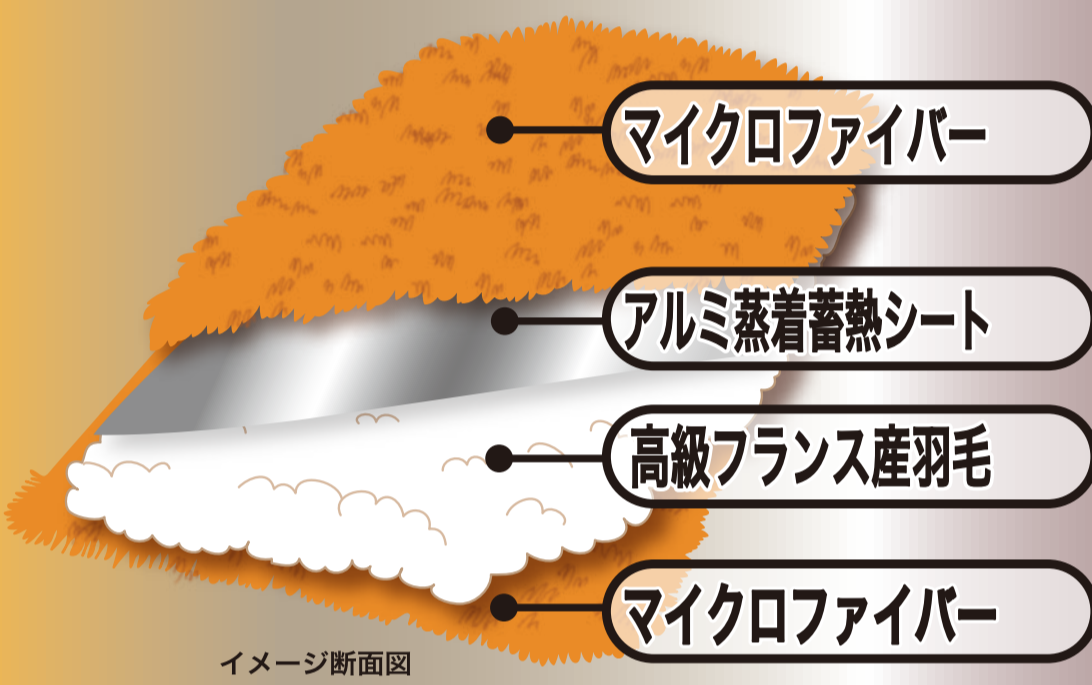 マイクロファイバー
アルミ蒸着蓄熱シート
高級フランス産羽毛
マイクロファイバー
イメージ断面図